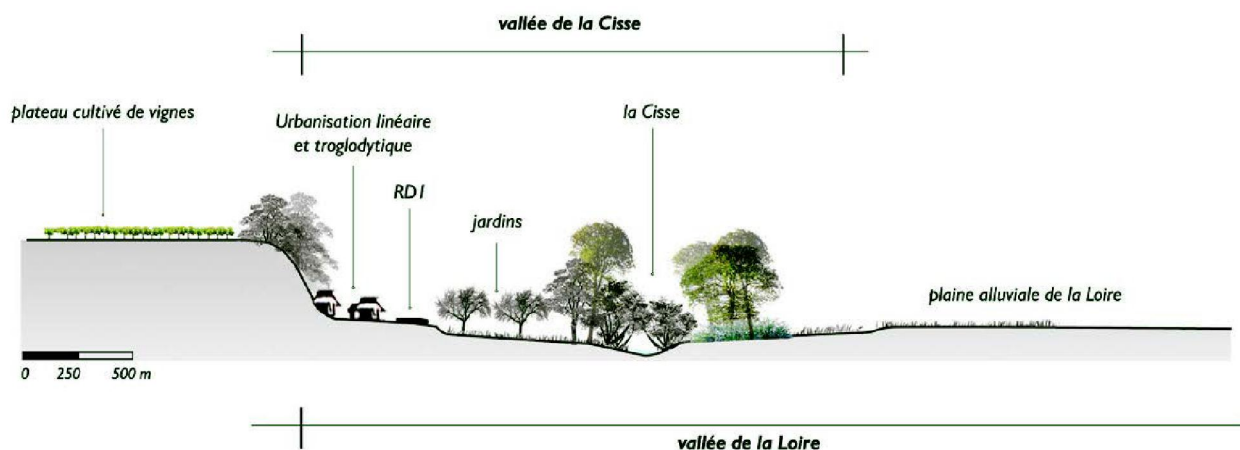 vallée de la Cisse
plateau cultivé de vignes
Urbanisation linéaire
et troglodytique
la Cisse
RD1
jardins
plaine alluviale de la Loire
0 250 500 m
vallée de la Loire